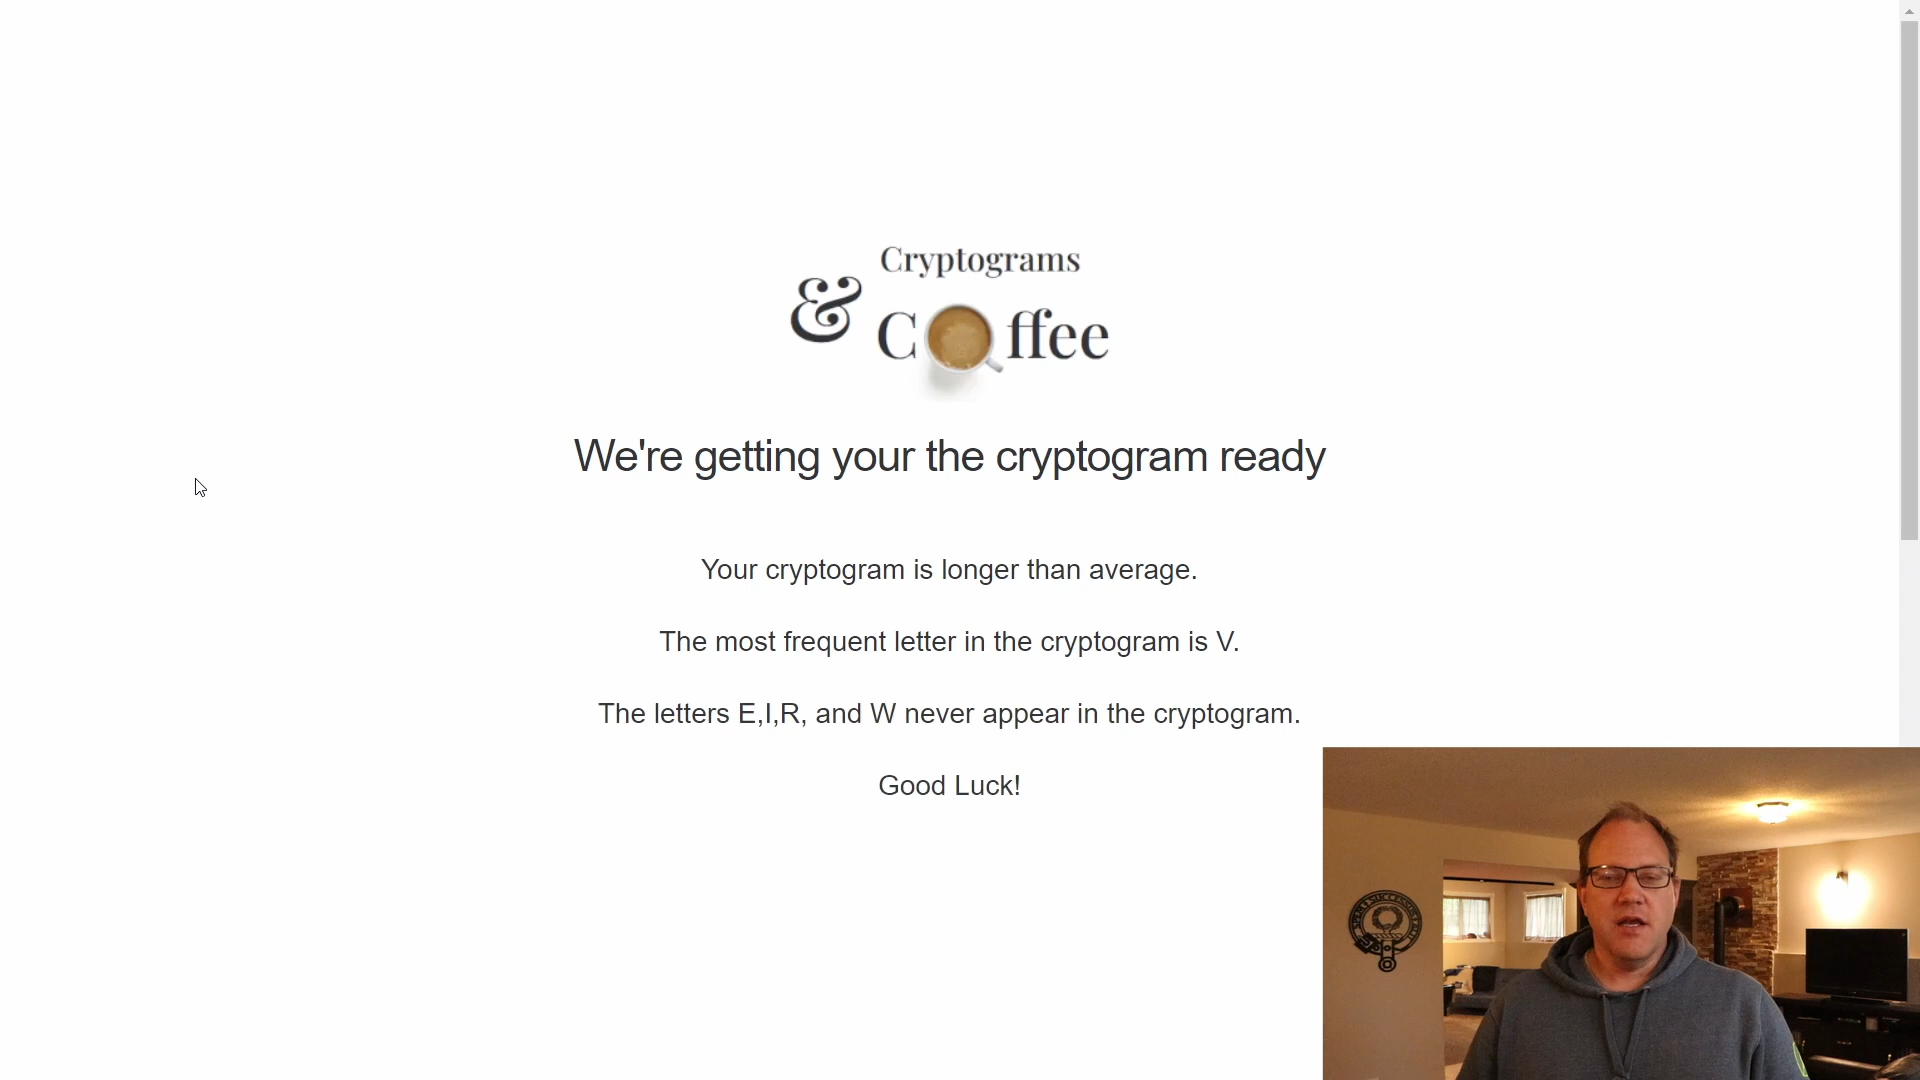 Cryptograms
& Coffee
We're getting your the cryptogram ready
Your cryptogram is longer than average.
The most frequent letter in the cryptogram is V.
The letters E,I,R, and W never appear in the cryptogram.
Good Luck!